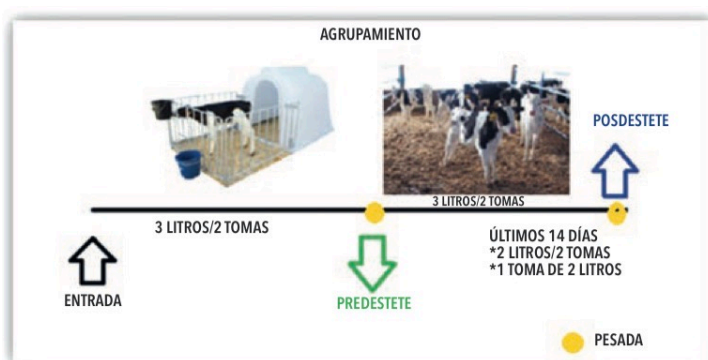 AGRUPAMIENTO
POSDESTETE
3 LITROS/2 TOMAS
3 LITROS/2 TOMAS
ÚLTIMOS 14 DÍAS
*2 LITROS/2 TOMAS
*1 TOMA DE 2 LITROS
ENTRADA
PREDESTETE
PESADA